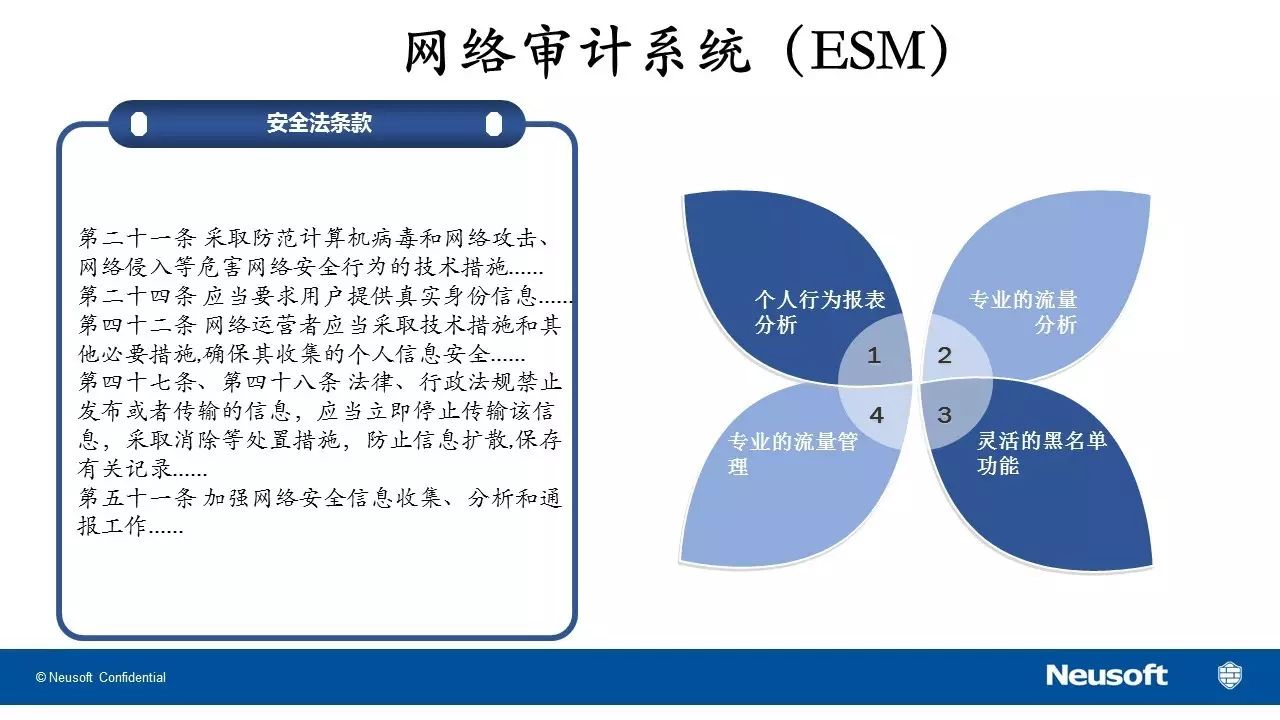 网络审计系统（ESM）
安全法条款
第二十一条 采取防范计算机病毒和网络攻击、
网络侵入等危害网络安全行为的技术措施......
第二十四条 应当要求用户提供真实身份信息......
第四十二条 网络运营者应当采取技术措施和其
他必要措施,确保其收集的个人信息安全......
第四十七条、第四十八条 法律、行政法规禁止
发布或者传输的信息，应当立即停止传输该信
息，采取消除等处置措施，防止信息扩散,保存
有关记录......
第五十一条 加强网络安全信息收集、分析和通
报工作......
个人行为报表
分析
1
专业的流量
分析
2
灵活的黑名单
功能
3
专业的流量管
理
4
© Neusoft Confidential
Neusoft